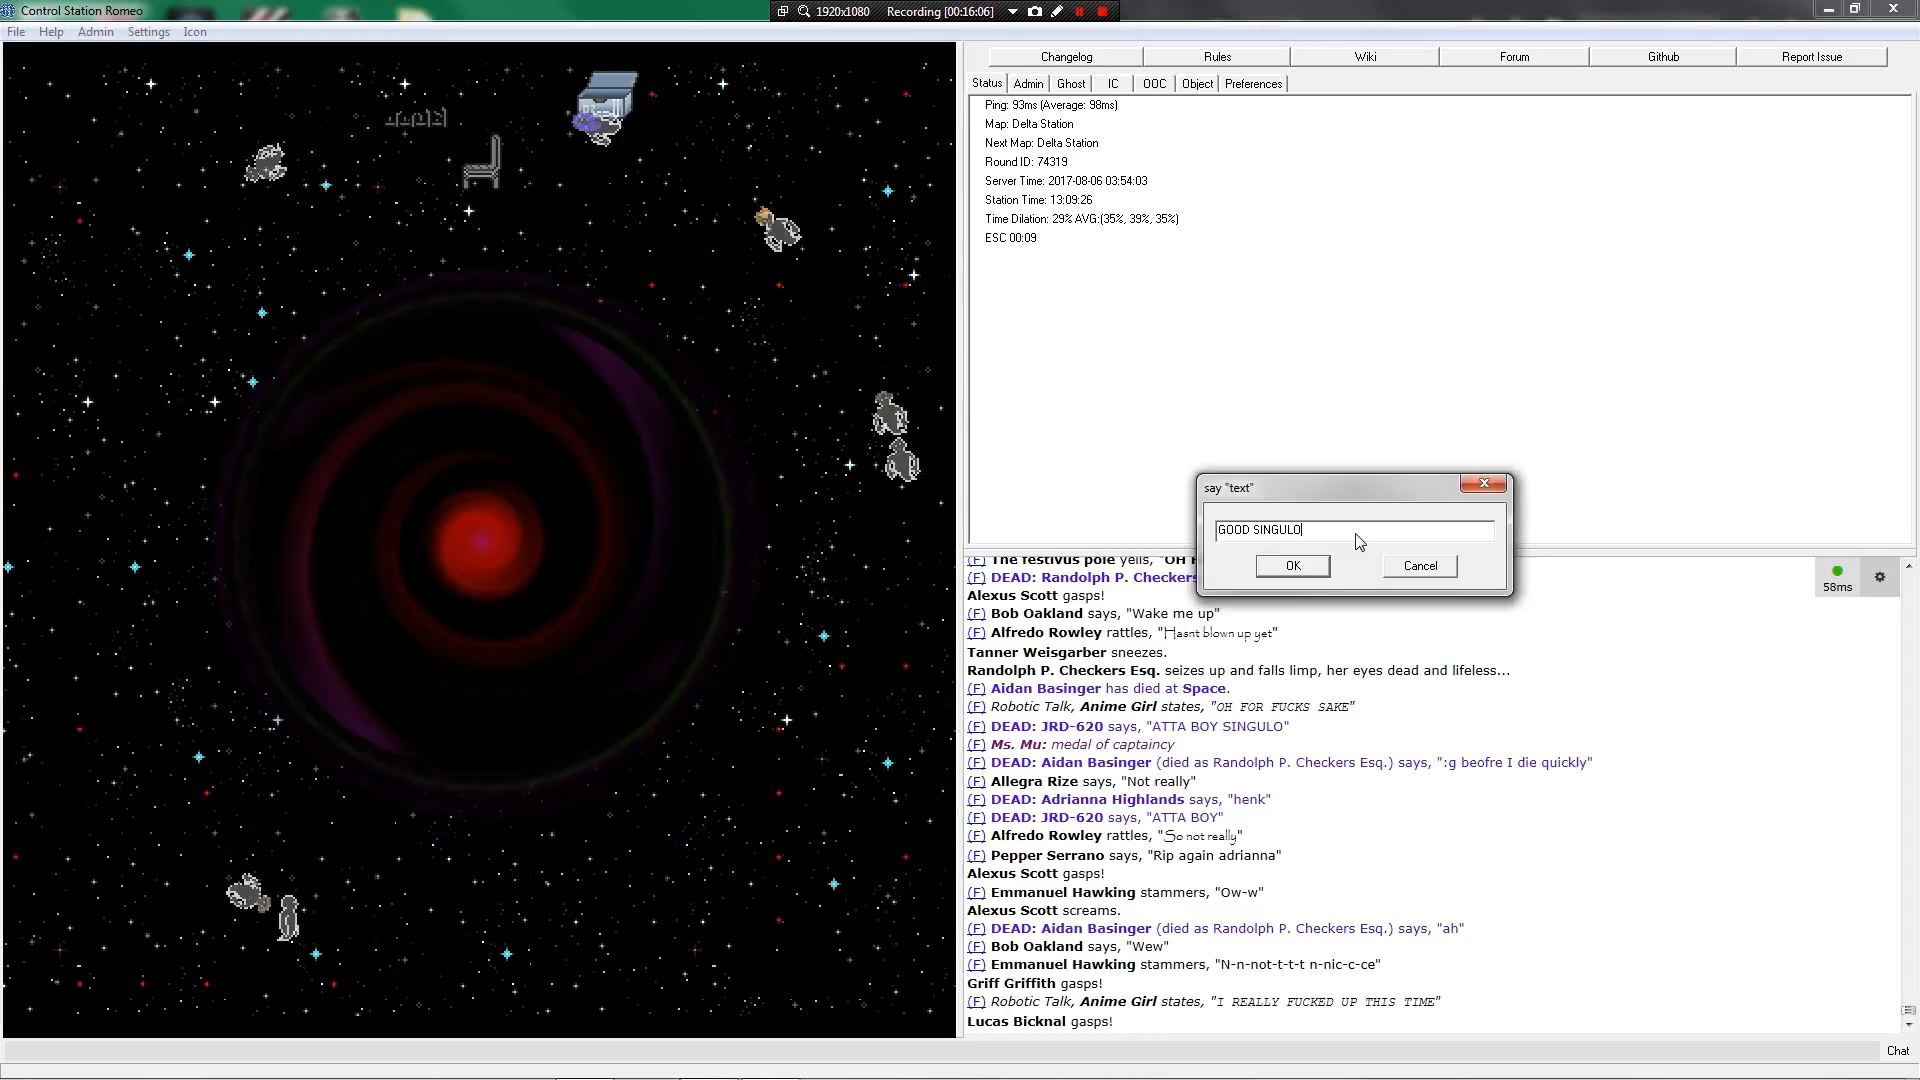 Control Station Romeo
1920x1080 Recording [00:16:06]
File Help Admin Settings Icon
Changelog Rules Wiki Forum Github Report Issue
Status Admin Ghost IC OOC Object Preferences
Ping: 93ms (Average: 98ms)
Map: Delta Station
Next Map: Delta Station
Round ID: 74319
Server Time: 2017-08-06 03:54:03
Station Time: 13:09:26
Time Dilation: 29% AVG:(35%, 39%, 35%)
ESC 00:09
say "text"
GOOD SINGULO
OK Cancel
58ms
(F) The festivus pole yells, "OH
(F) DEAD: Randolph P. Checkers
Alexus Scott gasps!
(F) Bob Oakland says, "Wake me up"
(F) Alfredo Rowley rattles, "Hasnt blown up yet"
Tanner Weisgarber sneezes.
Randolph P. Checkers Esq. seizes up and falls limp, her eyes dead and lifeless...
(F) Aidan Basinger has died at Space.
(F) Robotic Talk, Anime Girl states, "OH FOR FUCKS SAKE"
(F) DEAD: JRD-620 says, "ATTA BOY SINGULO"
(F) Ms. Mu: medal of captaincy
(F) DEAD: Aidan Basinger (died as Randolph P. Checkers Esq.) says, ":g beofre I die quickly"
(F) Allegra Rize says, "Not really"
(F) DEAD: Adrianna Highlands says, "henk"
(F) DEAD: JRD-620 says, "ATTA BOY"
(F) Alfredo Rowley rattles, "So not really"
(F) Pepper Serrano says, "Rip again adrianna"
Alexus Scott gasps!
(F) Emmanuel Hawking stammers, "Ow-w"
Alexus Scott screams.
(F) DEAD: Aidan Basinger (died as Randolph P. Checkers Esq.) says, "ah"
(F) Bob Oakland says, "Wew"
(F) Emmanuel Hawking stammers, "N-n-not-t-t-t n-nic-c-ce"
Griff Griffith gasps!
(F) Robotic Talk, Anime Girl states, "I REALLY FUCKED UP THIS TIME"
Lucas Bicknal gasps!
Chat